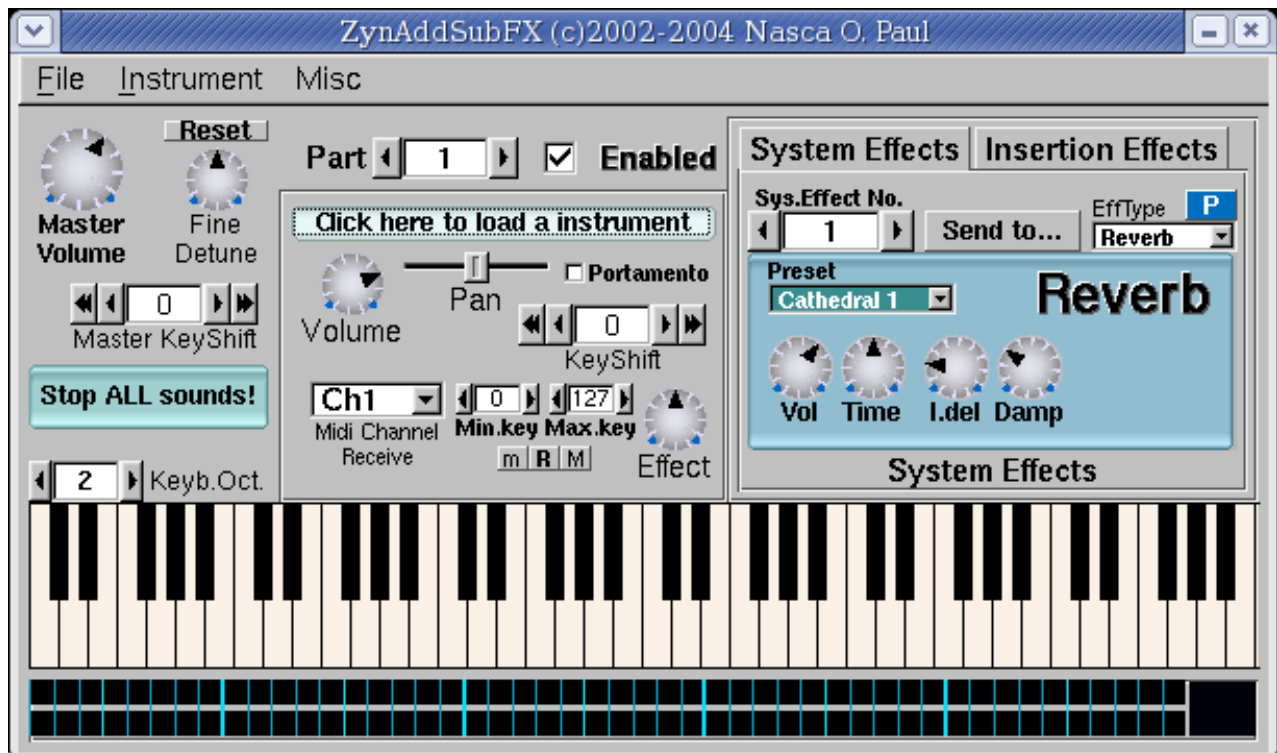 ZynAddSubFX (c)2002-2004 Nasca O. Paul
File Instrument Misc
Reset
Master
Volume
Fine
Detune
0
Master KeyShift
Stop ALL sounds!
2 Keyb.Oct.
Part 1 Enabled
Click here to load a instrument
Volume
Pan
Portamento
0
KeyShift
Ch1
Midi Channel
Receive
0 127
Min.key Max.key
m R M
Effect
System Effects Insertion Effects
Sys.Effect No.
1
Send to...
EffType P
Reverb
Preset
Cathedral 1
Reverb
Vol Time I.del Damp
System Effects